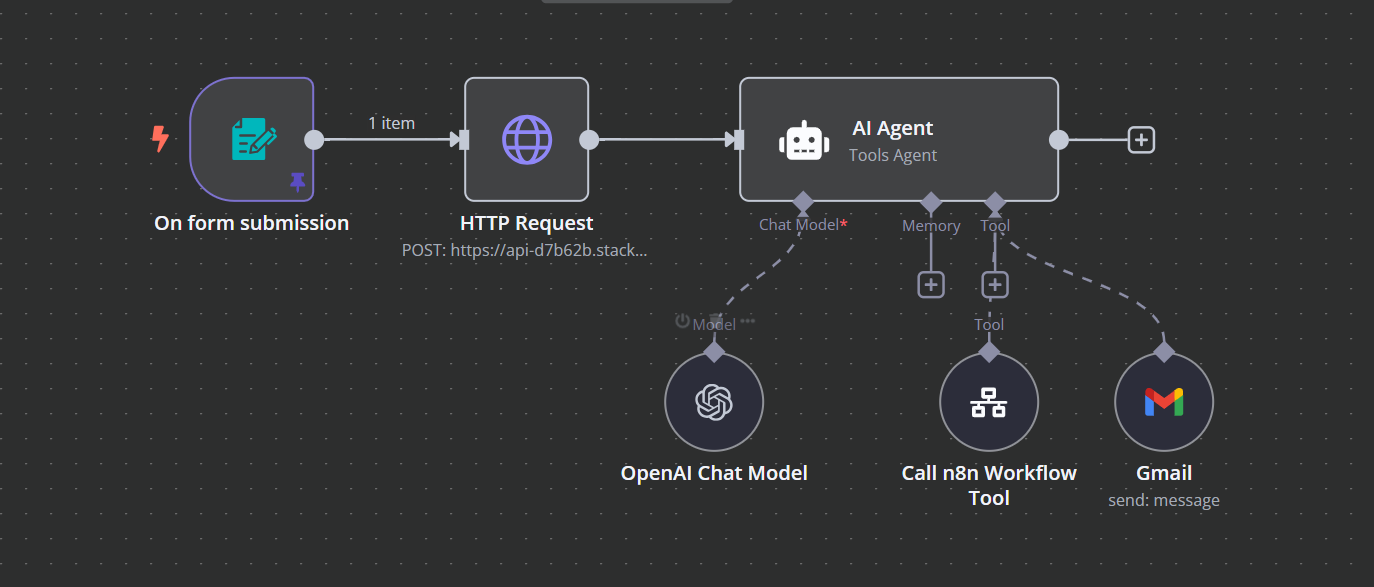 1 item
AI Agent
Tools Agent
On form submission
HTTP Request
POST: https://api-d7b62b.stack...
Chat Model*
Memory
Tool
Model
Tool
OpenAI Chat Model
Call n8n Workflow
Tool
Gmail
send: message